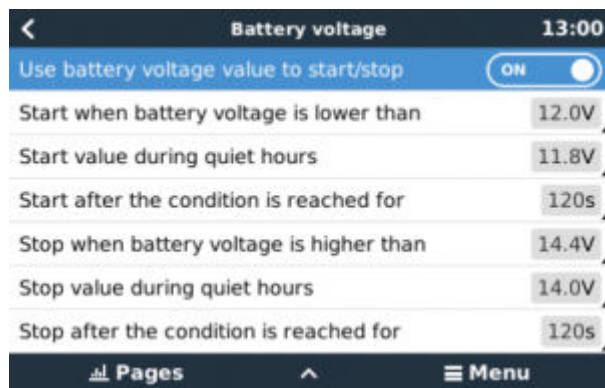 Battery voltage 13:00
Use battery voltage value to start/stop ON
Start when battery voltage is lower than 12.0V
Start value during quiet hours 11.8V
Start after the condition is reached for 120s
Stop when battery voltage is higher than 14.4V
Stop value during quiet hours 14.0V
Stop after the condition is reached for 120s
Pages Menu